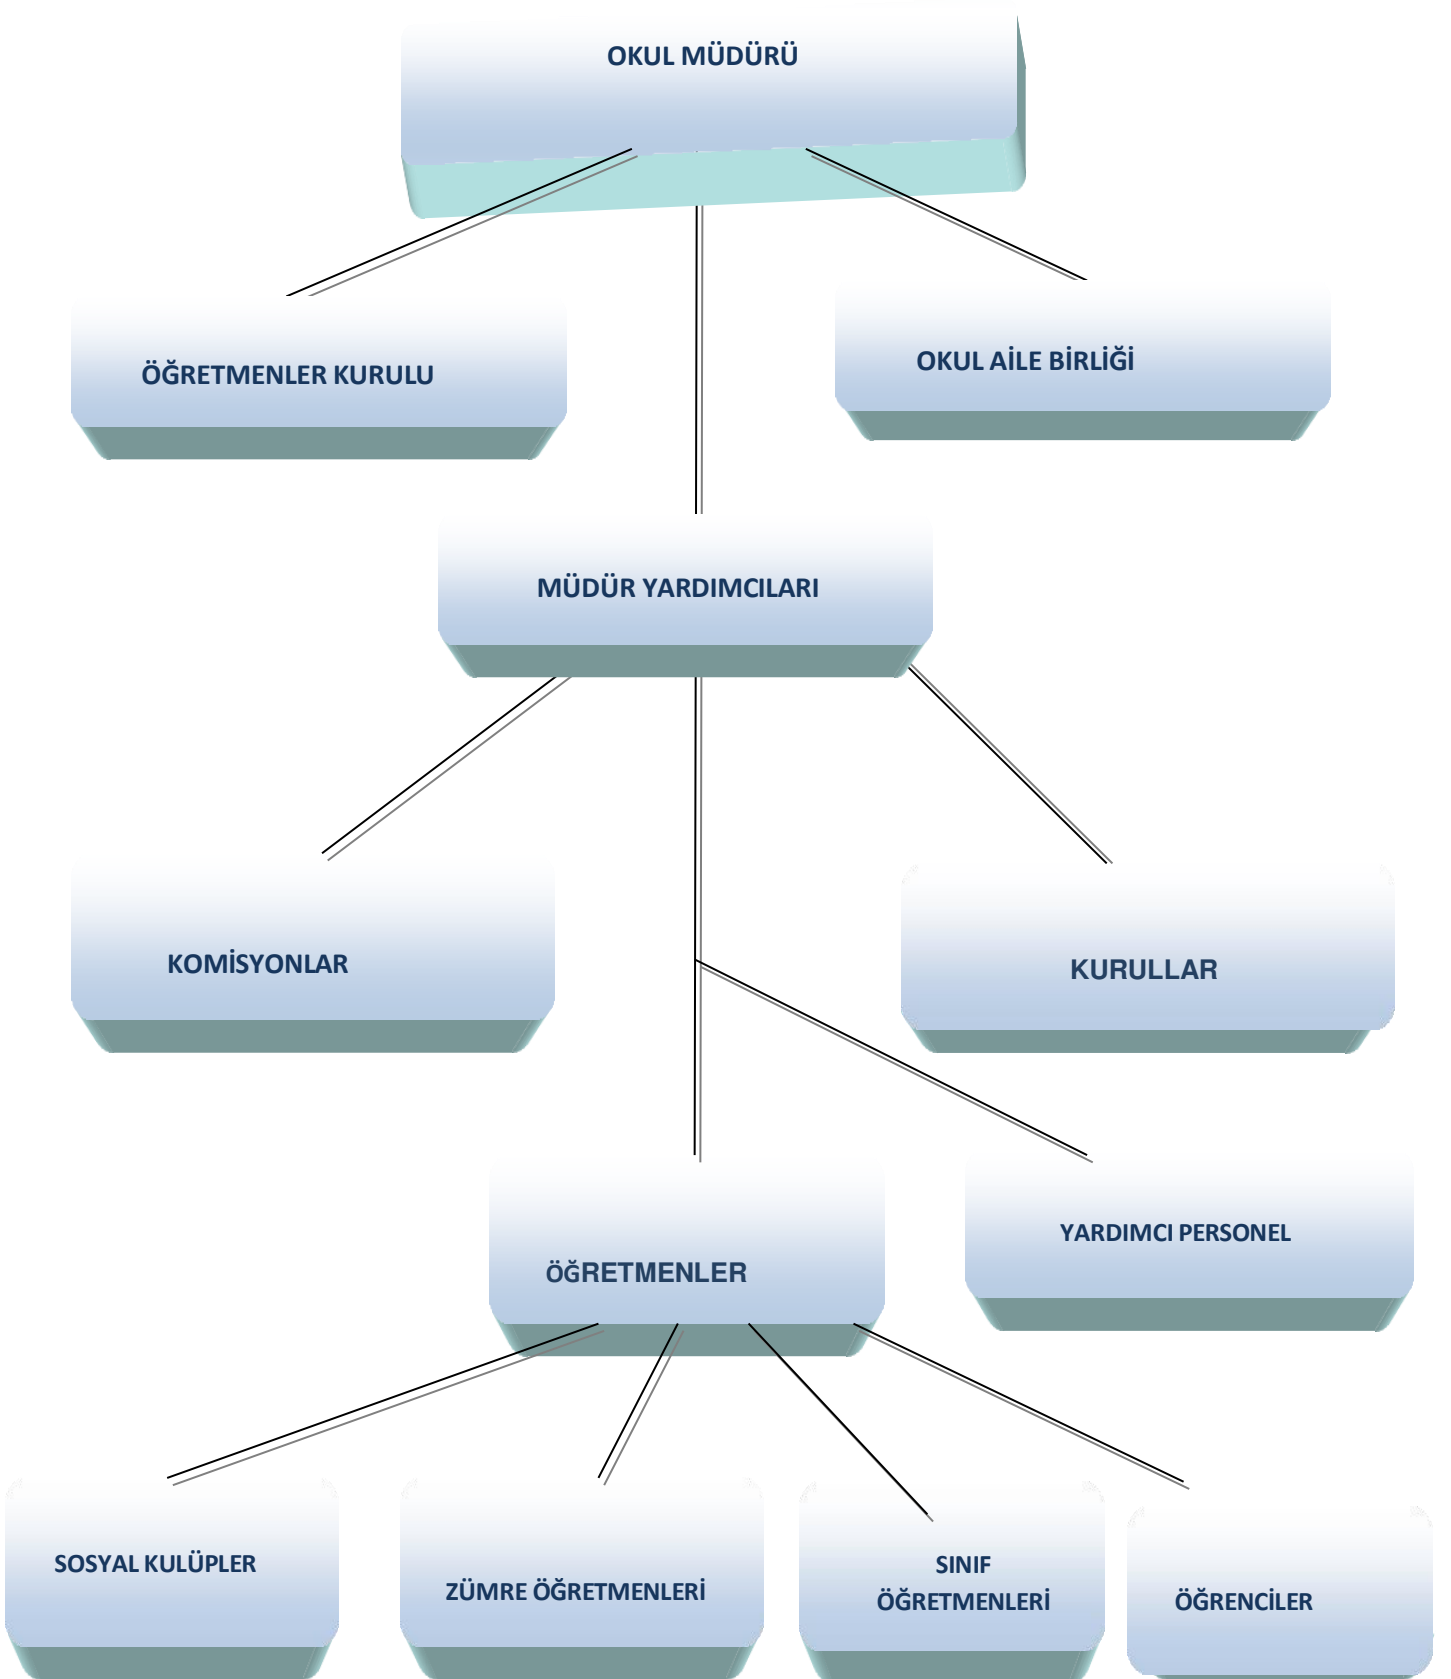 OKUL MÜDÜRÜ
ÖĞRETMENLER KURULU
OKUL AİLE BİRLİĞİ
MÜDÜR YARDIMCILARI
KOMİSYONLAR
KURULLAR
YARDIMCI PERSONEL
ÖĞRETMENLER
SOSYAL KULÜPLER
ZÜMRE ÖĞRETMENLERİ
SINIF
ÖĞRETMENLERİ
ÖĞRENCİLER